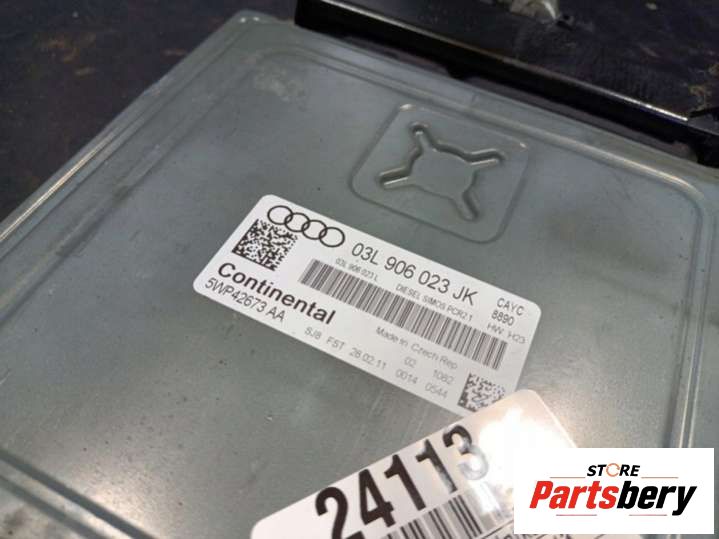 03L 906 023 JK
03L 906 023 L
DIESEL SIMOS PCR2.1
CAYC
8890
HW: H23
Continental
5WP42673 AA
Made in Czech Rep
SJ8 F5T 28.02.11
02 1082
0014 0544
24113
STORE
Partsbery